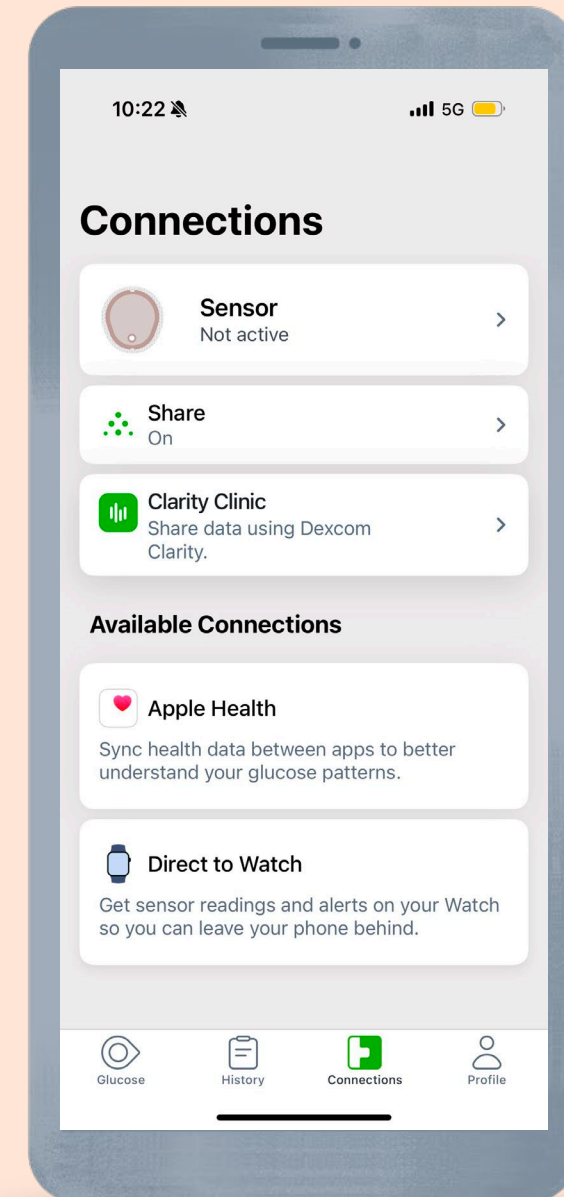 10:22
5G
Connections
Sensor
Not active
Share
On
Clarity Clinic
Share data using Dexcom
Clarity.
Available Connections
Apple Health
Sync health data between apps to better
understand your glucose patterns.
Direct to Watch
Get sensor readings and alerts on your Watch
so you can leave your phone behind.
Glucose
History
Connections
Profile